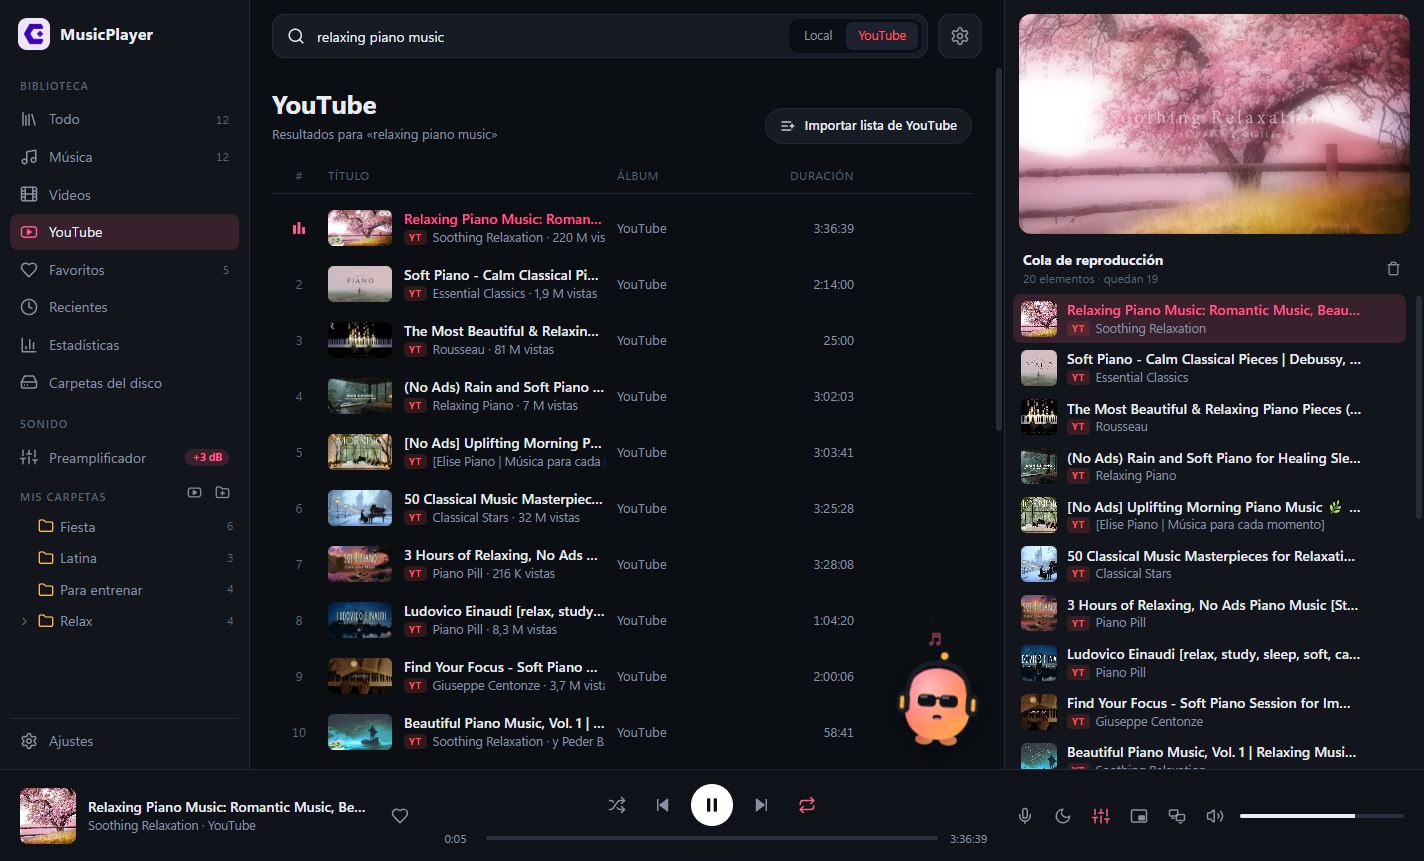 MusicPlayer
BIBLIOTECA
Todo 12
Música 12
Videos
YouTube
Favoritos 5
Recientes
Estadísticas
Carpetas del disco
SONIDO
Preamplificador +3 dB
MIS CARPETAS
Fiesta 6
Latina 3
Para entrenar 4
Relax 4
Ajustes
relaxing piano music
Local YouTube
YouTube
Resultados para «relaxing piano music»
Importar lista de YouTube
# TÍTULO ÁLBUM DURACIÓN
Relaxing Piano Music: Roman...
YT Soothing Relaxation · 220 M vis
YouTube 3:36:39
2 Soft Piano - Calm Classical Pi...
YT Essential Classics · 1,9 M vistas
YouTube 2:14:00
3 The Most Beautiful & Relaxin...
YT Rousseau · 81 M vistas
YouTube 25:00
4 (No Ads) Rain and Soft Piano ...
YT Relaxing Piano · 7 M vistas
YouTube 3:02:03
5 [No Ads] Uplifting Morning P...
YT [Elise Piano | Música para cada
YouTube 3:03:41
6 50 Classical Music Masterpiec...
YT Classical Stars · 32 M vistas
YouTube 3:25:28
7 3 Hours of Relaxing, No Ads ...
YT Piano Pill · 216 K vistas
YouTube 3:28:08
8 Ludovico Einaudi [relax, study...
YT Piano Pill · 8,3 M vistas
YouTube 1:04:20
9 Find Your Focus - Soft Piano ...
YT Giuseppe Centonze · 3,7 M vista
YouTube 2:00:06
10 Beautiful Piano Music, Vol. 1 | ...
YT Soothing Relaxation · y Peder B.
YouTube 58:41
Soothing Relaxation
Cola de reproducción
20 elementos · quedan 19
Relaxing Piano Music: Romantic Music, Beau...
YT Soothing Relaxation
Soft Piano - Calm Classical Pieces | Debussy, ...
YT Essential Classics
The Most Beautiful & Relaxing Piano Pieces (...
YT Rousseau
(No Ads) Rain and Soft Piano for Healing Sle...
YT Relaxing Piano
[No Ads] Uplifting Morning Piano Music 🌿 ...
YT [Elise Piano | Música para cada momento]
50 Classical Music Masterpieces for Relaxati...
YT Classical Stars
3 Hours of Relaxing, No Ads Piano Music [St...
YT Piano Pill
Ludovico Einaudi [relax, study, sleep, soft, ca...
YT Piano Pill
Find Your Focus - Soft Piano Session for Im...
YT Giuseppe Centonze
Beautiful Piano Music, Vol. 1 | Relaxing Musi...
YT Soothing Relaxation
Relaxing Piano Music: Romantic Music, Be...
Soothing Relaxation · YouTube
0:05 3:36:39